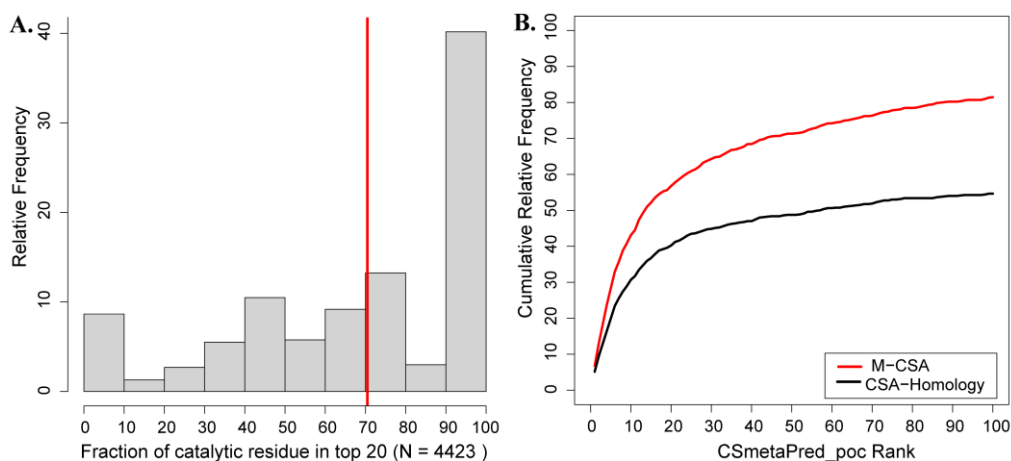 A.
Relative Frequency
40
30
20
10
0
0 10 20 30 40 50 60 70 80 90 100
Fraction of catalytic residue in top 20 (N = 4423 )
B.
Cumulative Relative Frequency
100
90
80
70
60
50
40
30
20
10
0
M−CSA
CSA−Homology
0 10 20 30 40 50 60 70 80 90 100
CSmetaPred_poc Rank